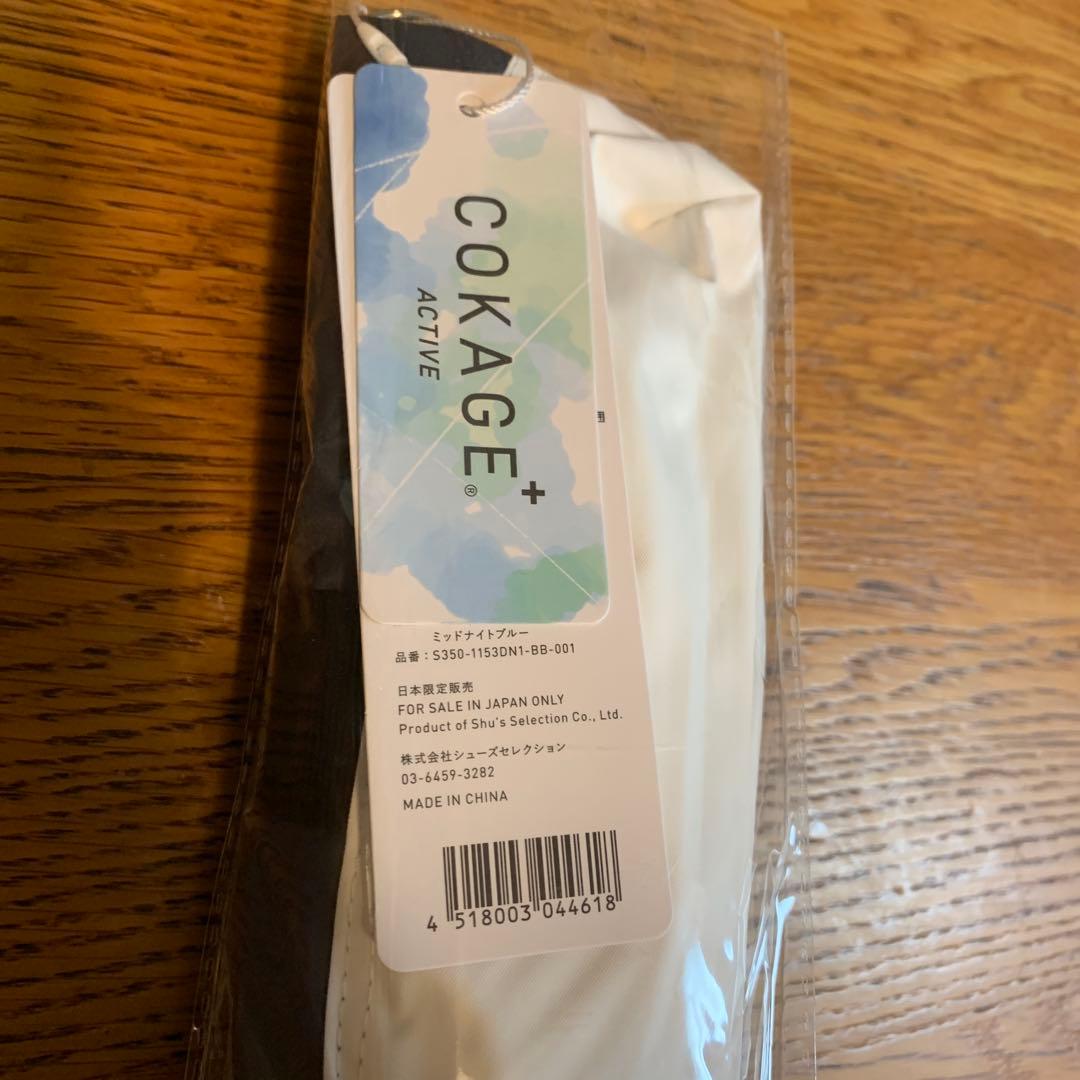 COKAGE+®
ACTIVE
ミッドナイトブルー
品番：S350-1153DN1-BB-001
日本限定販売
FOR SALE IN JAPAN ONLY
Product of Shu's Selection Co., Ltd.
株式会社シューズセレクション
03-6459-3282
MADE IN CHINA
4 518003 044618